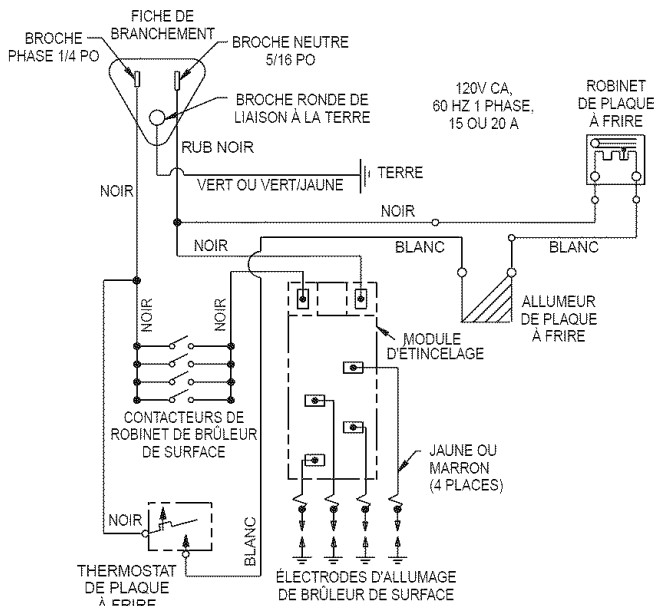 FICHE DE
BRANCHEMENT
BROCHE
PHASE 1/4 PO
BROCHE NEUTRE
5/16 PO
BROCHE RONDE DE
LIAISON À LA TERRE
120V CA,
60 HZ 1 PHASE,
15 OU 20 A
ROBINET
DE PLAQUE
À FRIRE
RUB NOIR
NOIR
VERT OU VERT/JAUNE
TERRE
NOIR
NOIR
BLANC
BLANC
NOIR
NOIR
ALLUMEUR
DE PLAQUE
À FRIRE
MODULE
D'ÉTINCELAGE
CONTACTEURS DE
ROBINET DE BRÛLEUR
DE SURFACE
JAUNE OU
MARRON
(4 PLACES)
NOIR
BLANC
THERMOSTAT
DE PLAQUE
À FRIRE
ÉLECTRODES D'ALLUMAGE
DE BRÛLEUR DE SURFACE